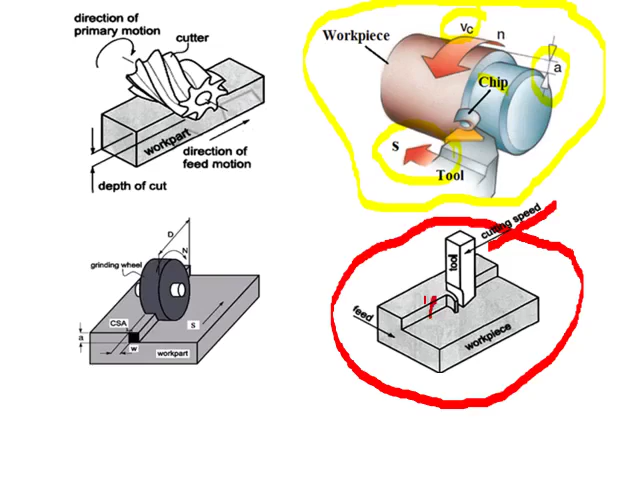 direction of
primary motion
cutter
workpart
direction of
feed motion
depth of cut
Workpiece
vc
n
a
Chip
s
Tool
D
N
grinding wheel
CSA
s
a
w
workpart
cutting speed
tool
feed
workpiece